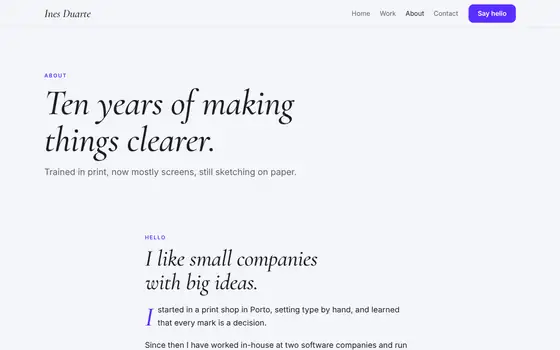 Ines Duarte
Home Work About Contact Say hello
ABOUT
Ten years of making
things clearer.
Trained in print, now mostly screens, still sketching on paper.
HELLO
I like small companies
with big ideas.
I started in a print shop in Porto, setting type by hand, and learned
that every mark is a decision.
Since then I have worked in-house at two software companies and run